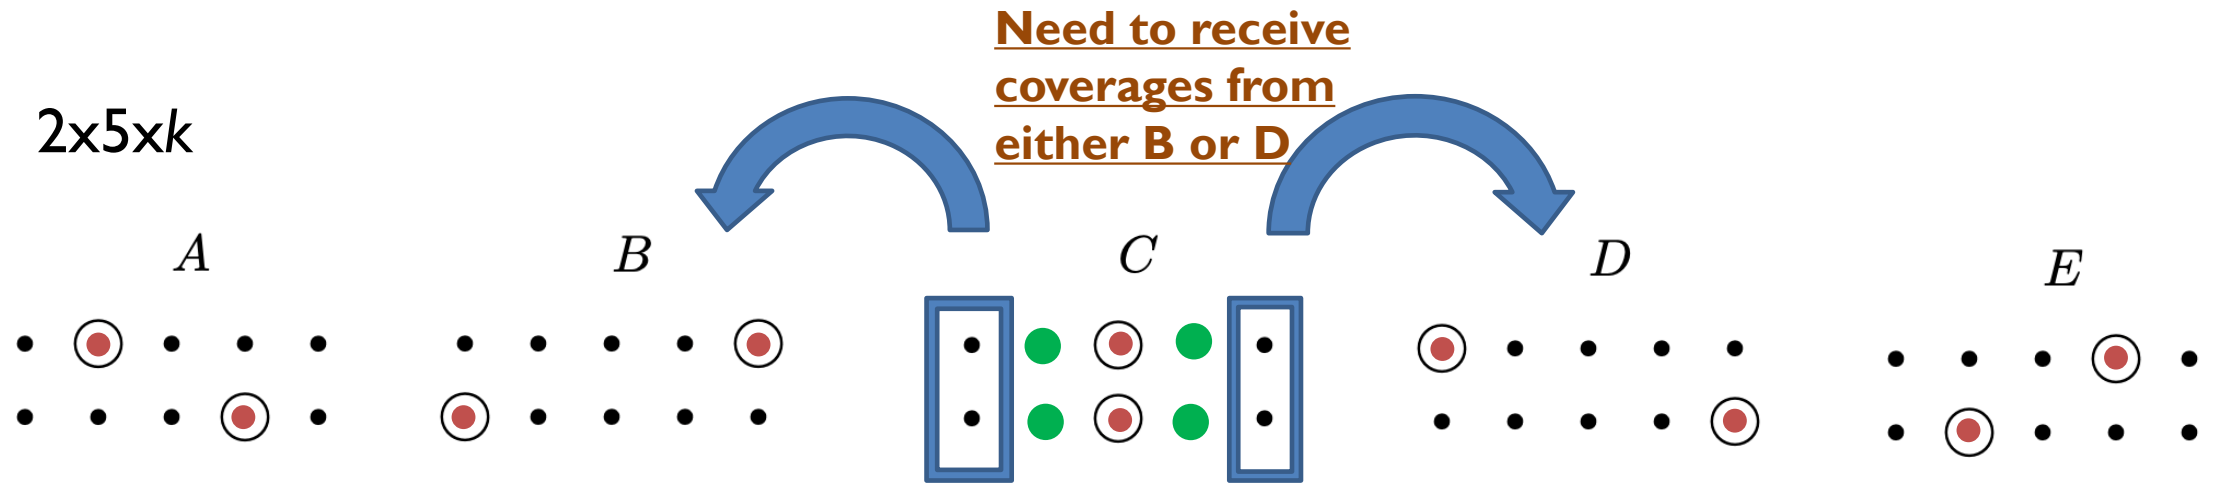 Need to receive
coverages from
either B or D
2x5xk
A
B
C
D
E